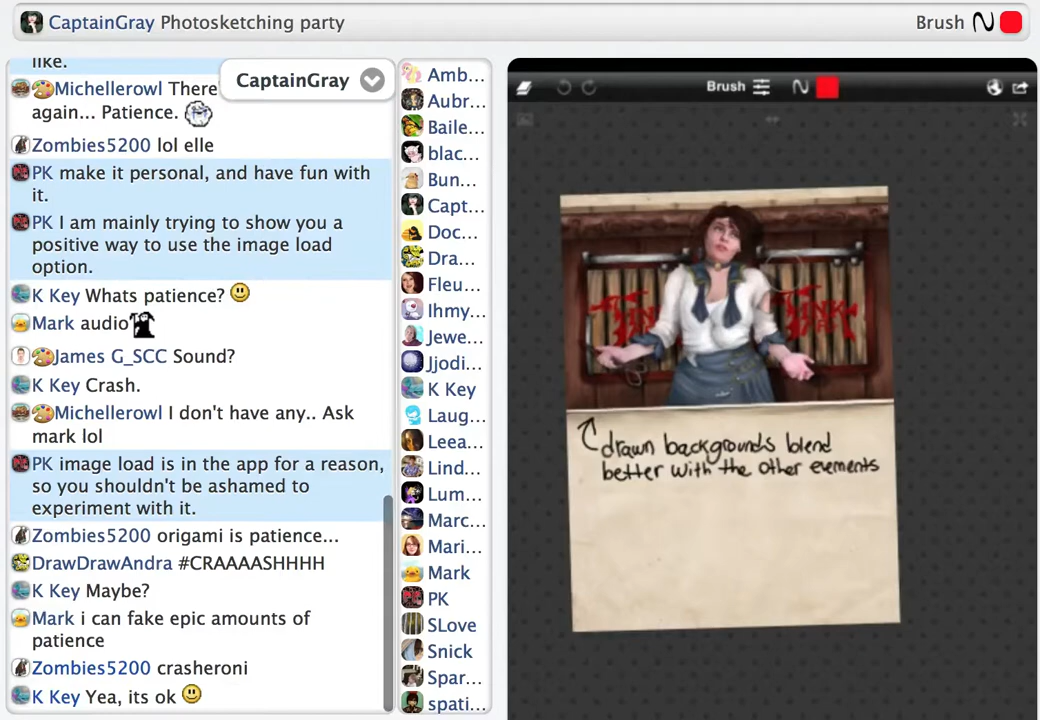 CaptainGray Photosketching party
Brush
like.
CaptainGray
Michellerowl There
again... Patience.
Zombies5200 lol elle
PK make it personal, and have fun with
it.
PK I am mainly trying to show you a
positive way to use the image load
option.
K Key Whats patience?
Mark audio
James G_SCC Sound?
K Key Crash.
Michellerowl I don't have any.. Ask
mark lol
PK image load is in the app for a reason,
so you shouldn't be ashamed to
experiment with it.
Zombies5200 origami is patience...
DrawDrawAndra #CRAAAASHHHH
K Key Maybe?
Mark i can fake epic amounts of
patience
Zombies5200 crasheroni
K Key Yea, its ok
Amb...
Aubr...
Baile...
blac...
Bun...
Capt...
Doc...
Dra...
Fleu...
Ihmy...
Jewe...
Jjodi...
K Key
Laug...
Leea...
Lind...
Lum...
Marc...
Mari...
Mark
PK
SLove
Snick
Spar...
spati...
Brush
drawn backgrounds blend
better with the other evements